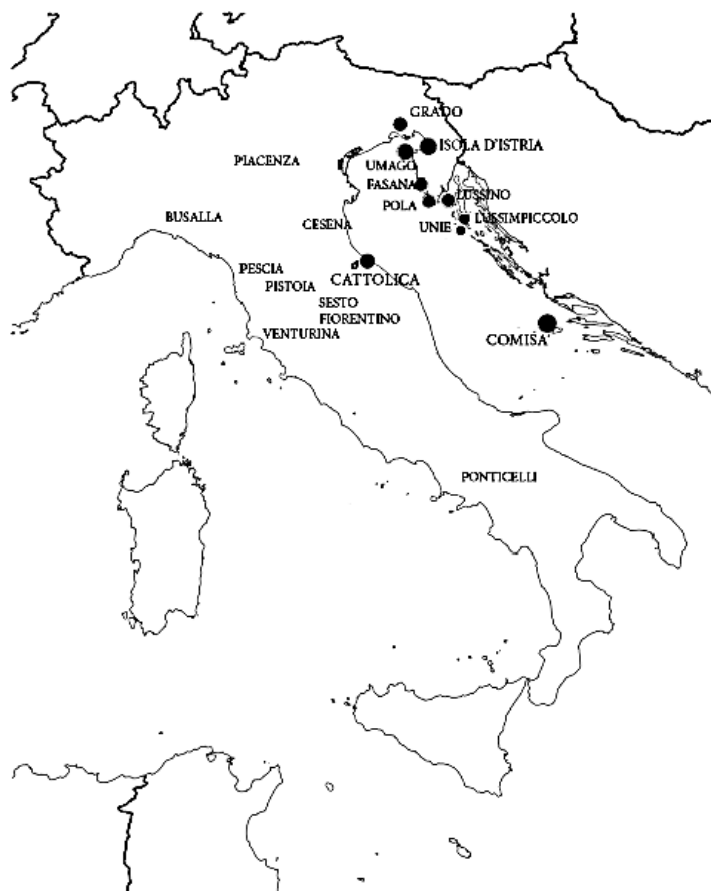 GRADO
ISOLA D'ISTRIA
PIACENZA
UMAGO
FASANA
LUSSINO
POLA
BUSALLA
LUSSIMPICCOLO
CESENA
UNIE
PESCIA
CATTOLICA
PISTOIA
SESTO
FIORENTINO
VENTURINA
COMISA
PONTICELLI